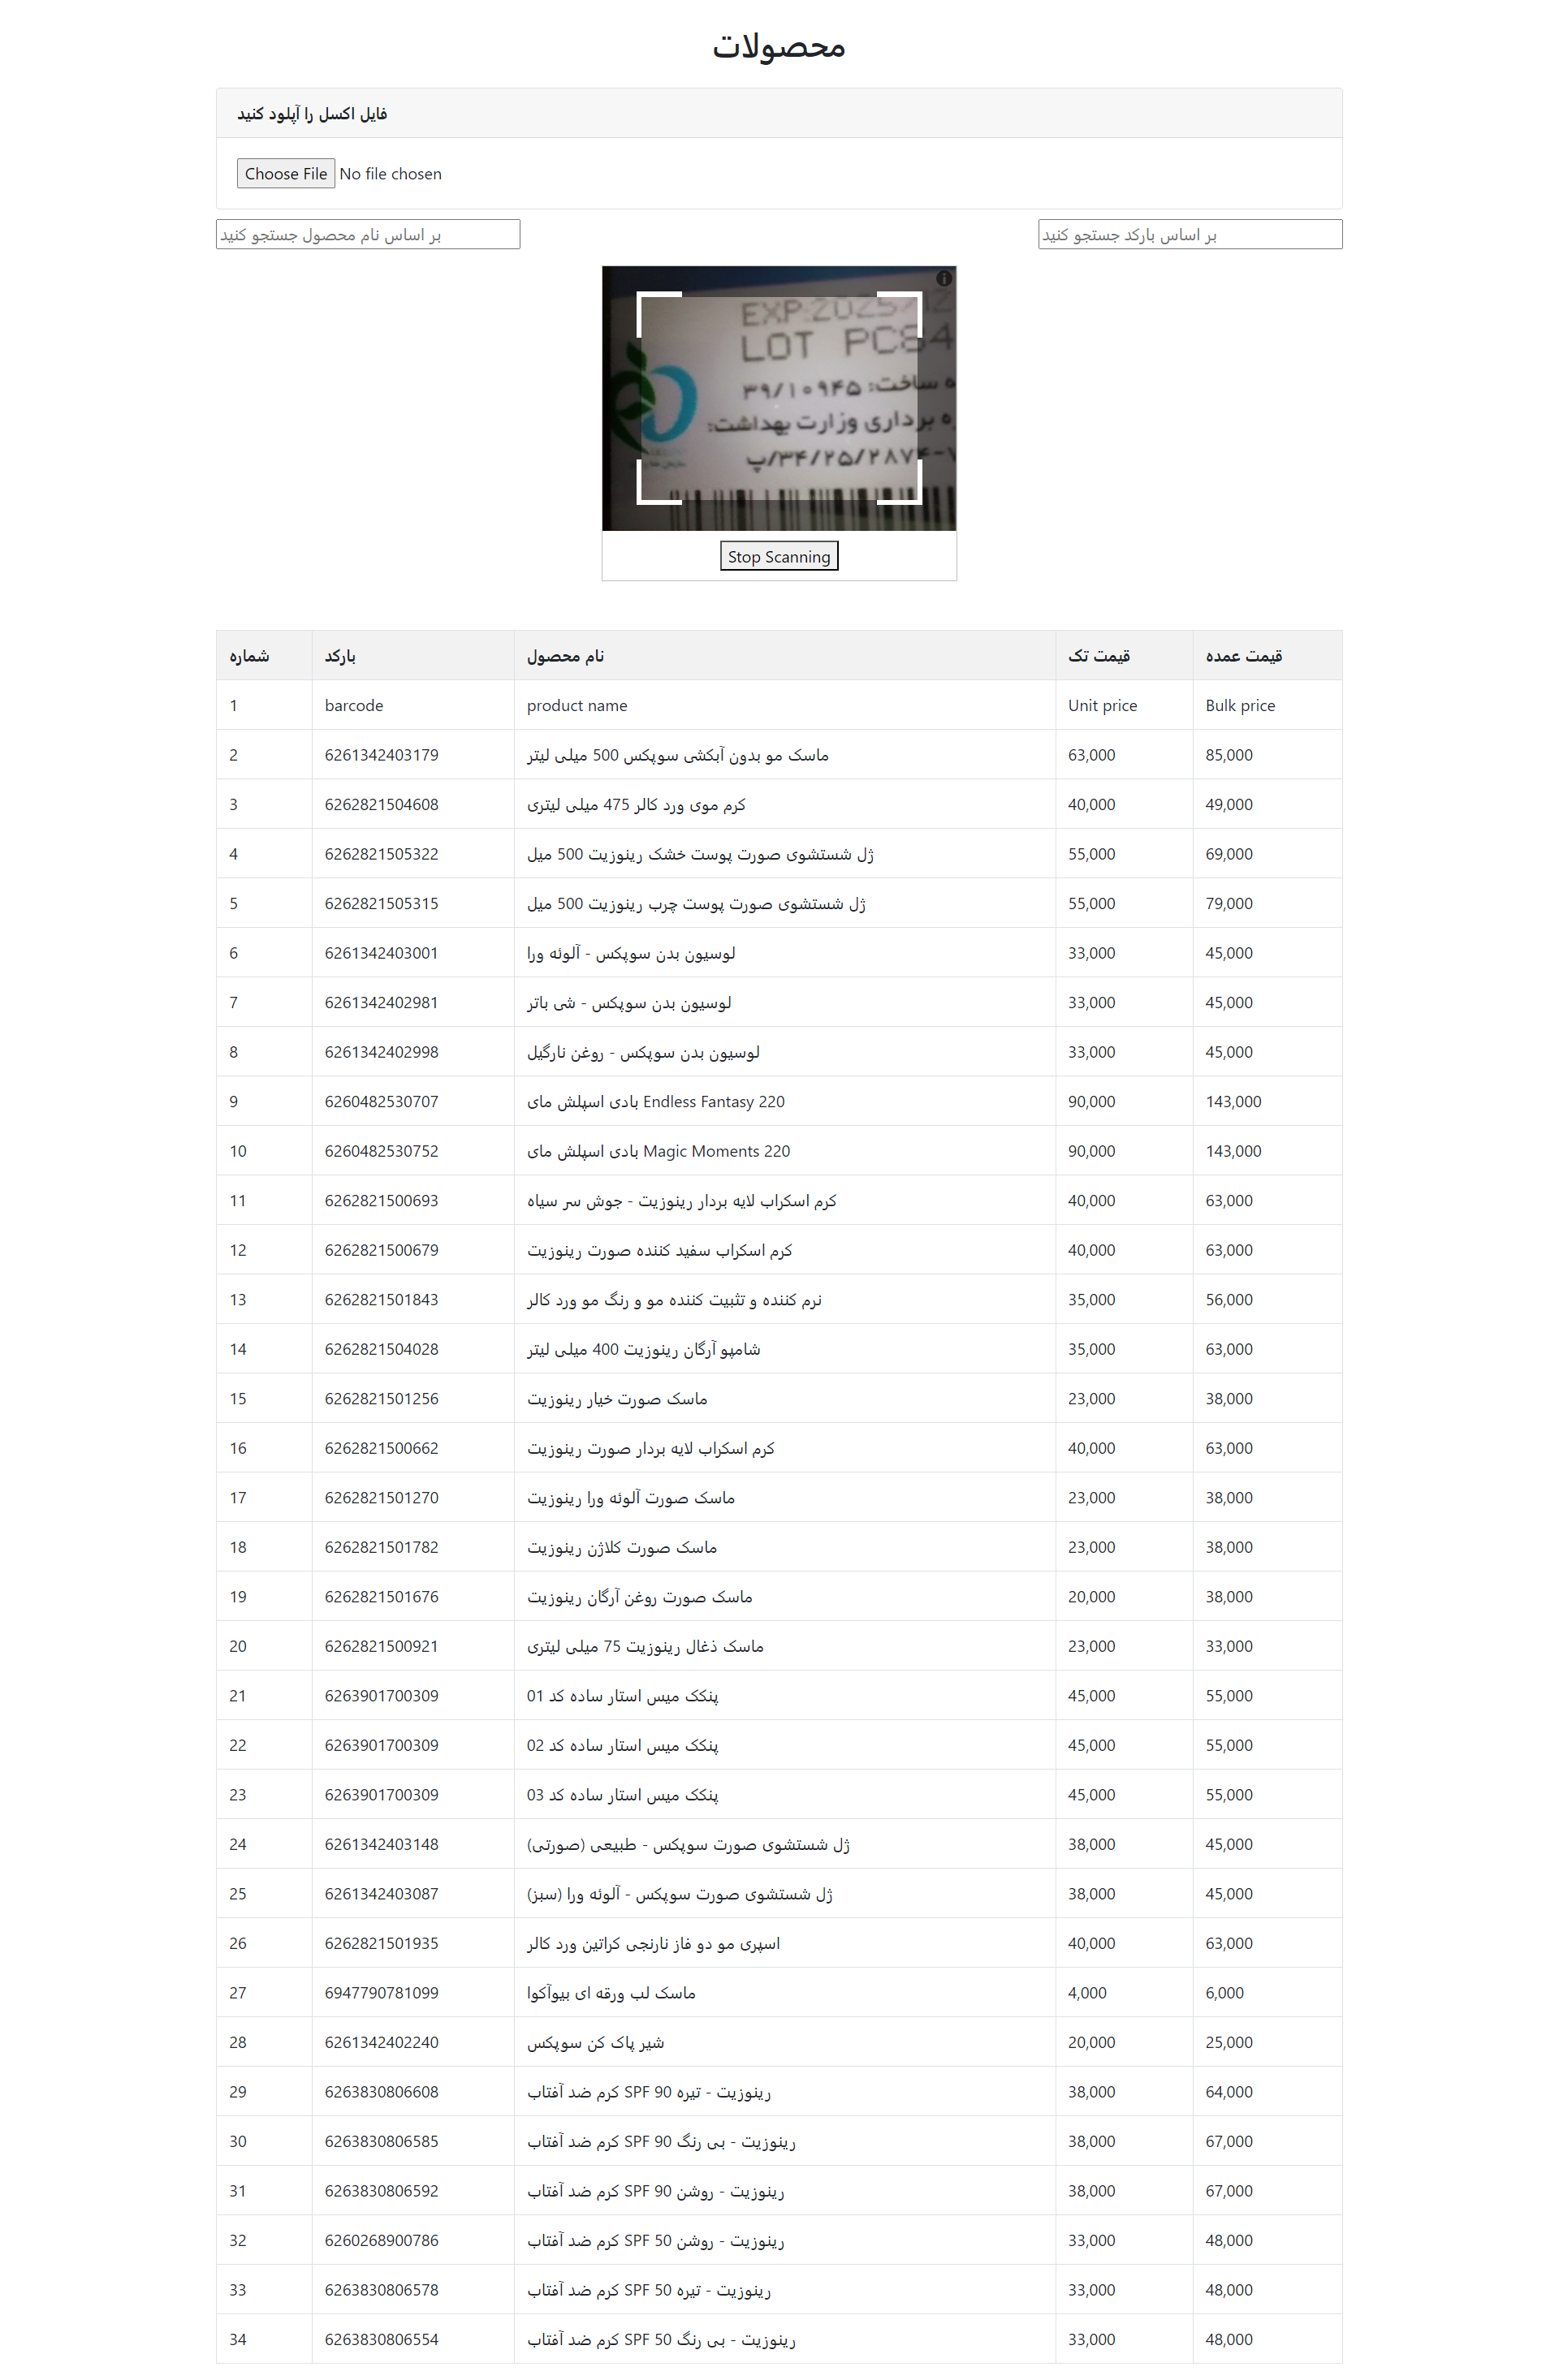 محصولات
فایل اکسل را آپلود کنید
Choose File No file chosen
بر اساس نام محصول جستجو کنید
بر اساس بارکد جستجو کنید
EXP:2025
LOT PC84
ساخت: ۳۹/۱۰۹۴۵
برداری وزارت بهداشت:
پ/۳۴/۲۵/۲۸۷۴-
Stop Scanning
شماره بارکد نام محصول قیمت تک قیمت عمده
1 barcode product name Unit price Bulk price
2 6261342403179 ماسک مو بدون آبکشی سوپکس 500 میلی لیتر 63,000 85,000
3 6262821504608 کرم موی ورد کالر 475 میلی لیتری 40,000 49,000
4 6262821505322 ژل شستشوی صورت پوست خشک رینوزیت 500 میل 55,000 69,000
5 6262821505315 ژل شستشوی صورت پوست چرب رینوزیت 500 میل 55,000 79,000
6 6261342403001 لوسیون بدن سوپکس - آلوئه ورا 33,000 45,000
7 6261342402981 لوسیون بدن سوپکس - شی باتر 33,000 45,000
8 6261342402998 لوسیون بدن سوپکس - روغن نارگیل 33,000 45,000
9 6260482530707 بادی اسپلش مای Endless Fantasy 220 90,000 143,000
10 6260482530752 بادی اسپلش مای Magic Moments 220 90,000 143,000
11 6262821500693 کرم اسکراب لایه بردار رینوزیت - جوش سر سیاه 40,000 63,000
12 6262821500679 کرم اسکراب سفید کننده صورت رینوزیت 40,000 63,000
13 6262821501843 نرم کننده و تثبیت کننده مو و رنگ مو ورد کالر 35,000 56,000
14 6262821504028 شامپو آرگان رینوزیت 400 میلی لیتر 35,000 63,000
15 6262821501256 ماسک صورت خیار رینوزیت 23,000 38,000
16 6262821500662 کرم اسکراب لایه بردار صورت رینوزیت 40,000 63,000
17 6262821501270 ماسک صورت آلوئه ورا رینوزیت 23,000 38,000
18 6262821501782 ماسک صورت کلاژن رینوزیت 23,000 38,000
19 6262821501676 ماسک صورت روغن آرگان رینوزیت 20,000 38,000
20 6262821500921 ماسک ذغال رینوزیت 75 میلی لیتری 23,000 33,000
21 6263901700309 پنکک میس استار ساده کد 01 45,000 55,000
22 6263901700309 پنکک میس استار ساده کد 02 45,000 55,000
23 6263901700309 پنکک میس استار ساده کد 03 45,000 55,000
24 6261342403148 ژل شستشوی صورت سوپکس - طبیعی (صورتی) 38,000 45,000
25 6261342403087 ژل شستشوی صورت سوپکس - آلوئه ورا (سبز) 38,000 45,000
26 6262821501935 اسپری مو دو فاز نارنجی کراتین ورد کالر 40,000 63,000
27 6947790781099 ماسک لب ورقه ای بیوآکوا 4,000 6,000
28 6261342402240 شیر پاک کن سوپکس 20,000 25,000
29 6263830806608 کرم ضد آفتاب SPF 90 رینوزیت - تیره 38,000 64,000
30 6263830806585 کرم ضد آفتاب SPF 90 رینوزیت - بی رنگ 38,000 67,000
31 6263830806592 کرم ضد آفتاب SPF 90 رینوزیت - روشن 38,000 67,000
32 6260268900786 کرم ضد آفتاب SPF 50 رینوزیت - روشن 33,000 48,000
33 6263830806578 کرم ضد آفتاب SPF 50 رینوزیت - تیره 33,000 48,000
34 6263830806554 کرم ضد آفتاب SPF 50 رینوزیت - بی رنگ 33,000 48,000